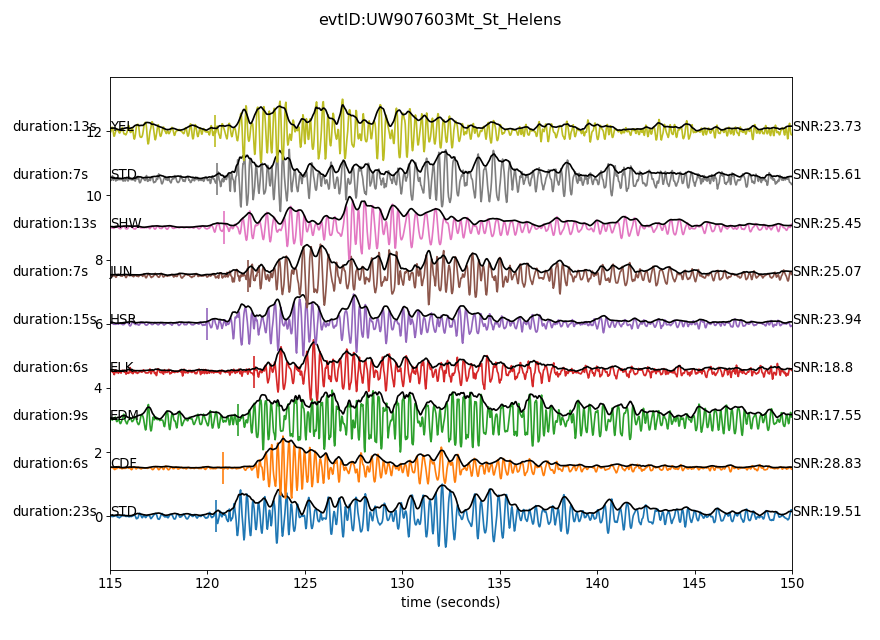 evtID:UW907603Mt_St_Helens
duration:13s YEL SNR:23.73
12
duration:7s STD SNR:15.61
10
duration:13s SHW SNR:25.45
8
duration:7s JUN SNR:25.07
duration:15s HSR SNR:23.94
6
duration:6s ELK SNR:18.8
4
duration:9s EDM SNR:17.55
2
duration:6s CDF SNR:28.83
duration:23s STD SNR:19.51
0
115 120 125 130 135 140 145 150
time (seconds)